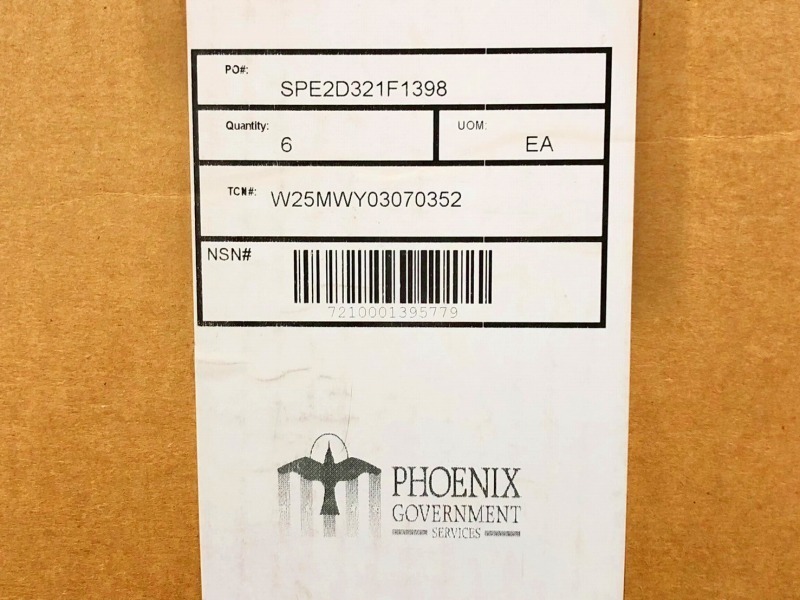 PO#:
SPE2D321F1398
Quantity:
6
UOM:
EA
TCN#:
W25MWY03070352
NSN#
7210001395779
PHOENIX
GOVERNMENT
SERVICES